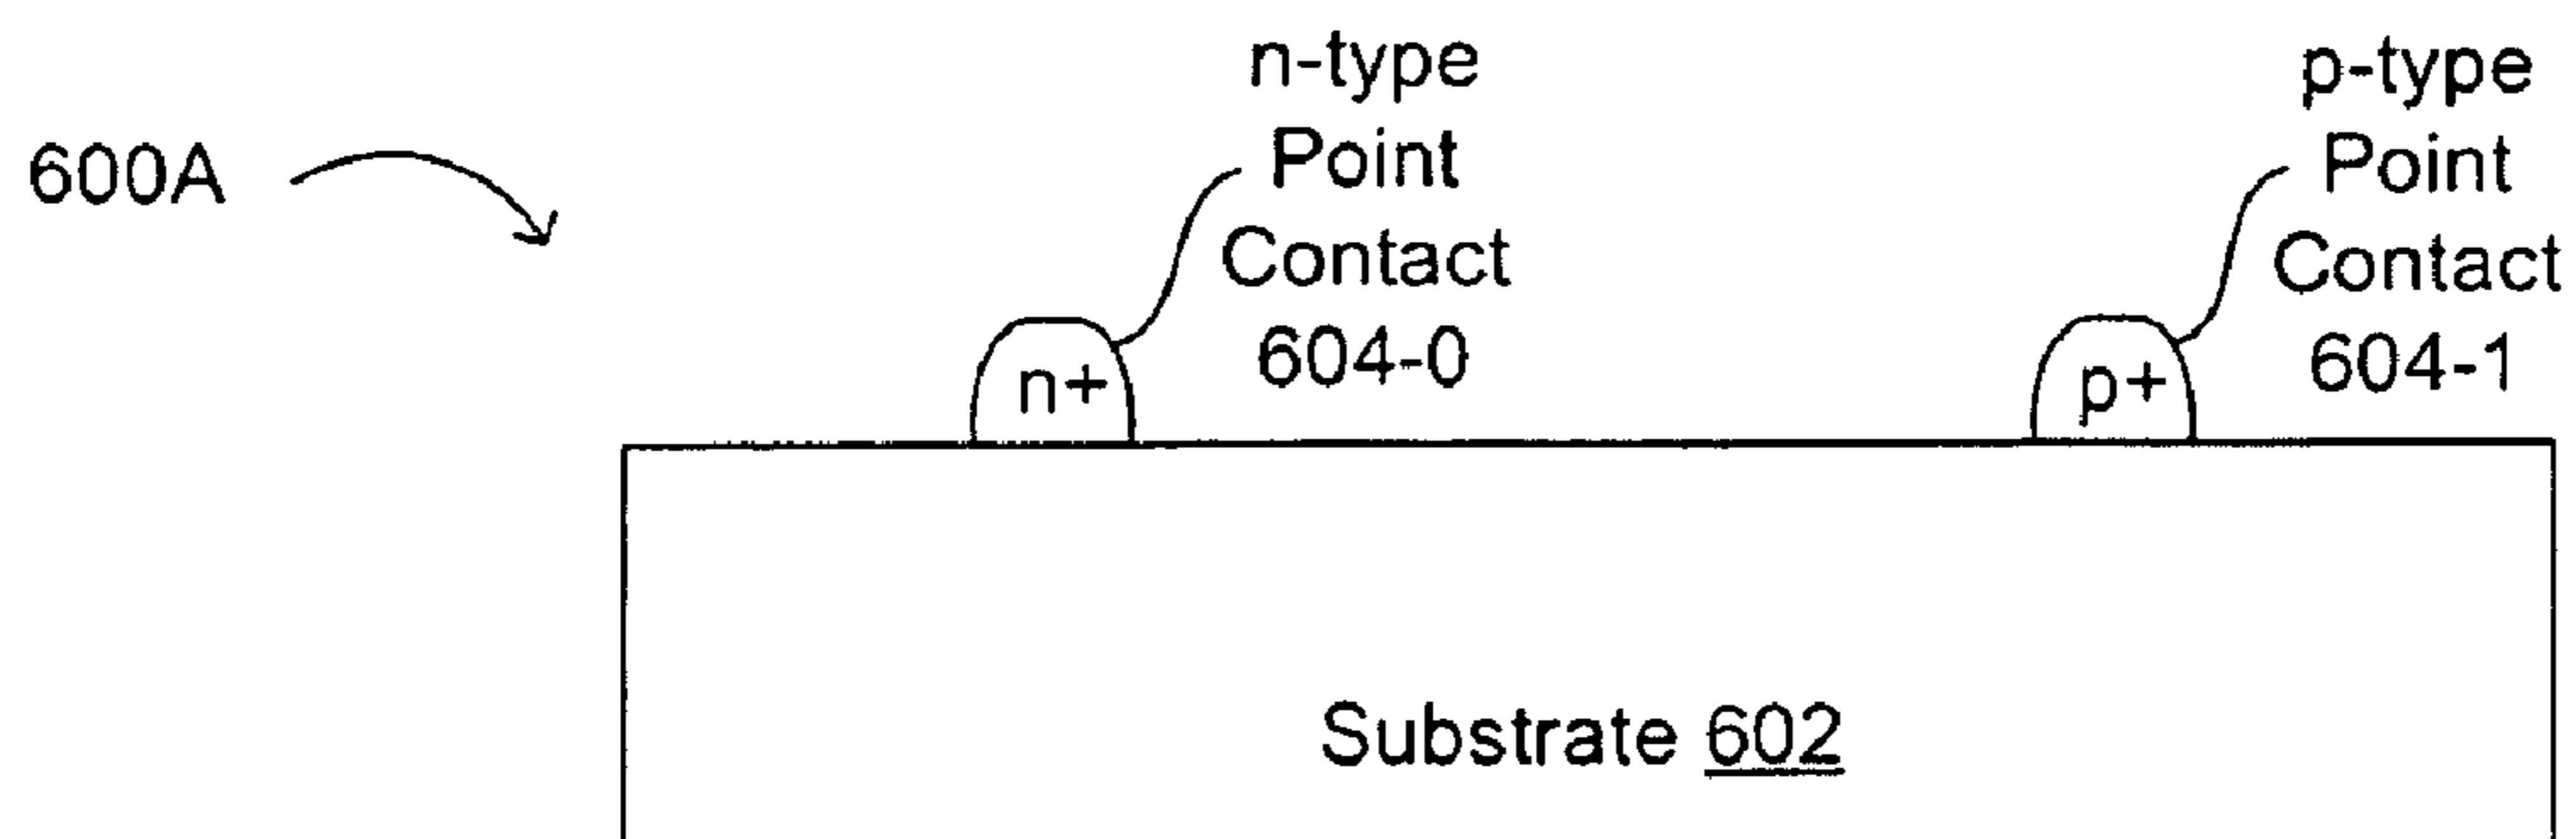 600A
n-type
Point
Contact
604-0
n+
p-type
Point
Contact
604-1
p+
Substrate 602